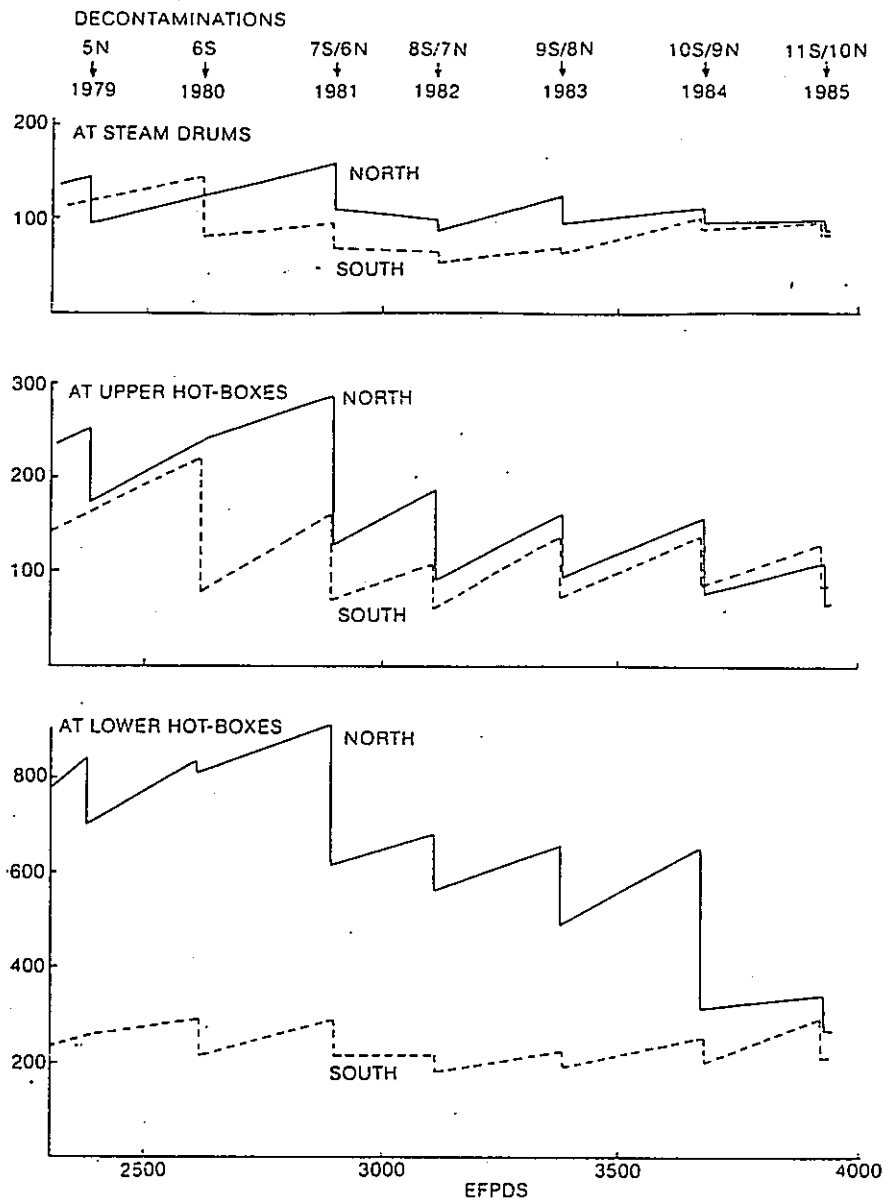 DECONTAMINATIONS
5N 6S 7S/6N 8S/7N 9S/8N 10S/9N 11S/10N
1979 1980 1981 1982 1983 1984 1985
200
AT STEAM DRUMS
NORTH
100
SOUTH
300
AT UPPER HOT-BOXES
NORTH
200
100
SOUTH
AT LOWER HOT-BOXES
NORTH
800
600
400
200
SOUTH
2500 3000 3500 4000
EFPDS